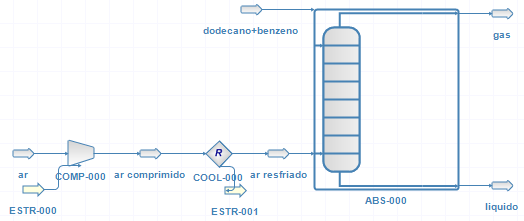 dodecano+benzeno
gas
R
ar
COMP-000
ar comprimido
COOL-000
ar resfriado
ABS-000
liquido
ESTR-000
ESTR-001